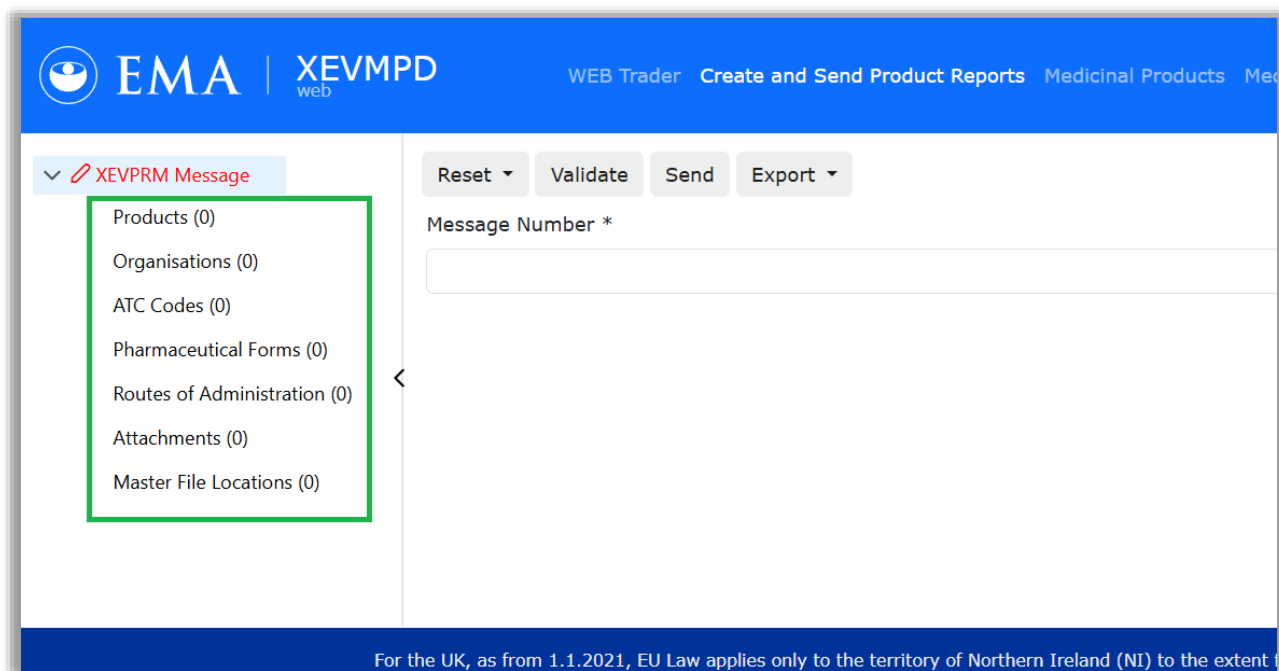 EMA | XEVMPD
web
WEB Trader Create and Send Product Reports Medicinal Products
XEVPRM Message
Products (0)
Organisations (0)
ATC Codes (0)
Pharmaceutical Forms (0)
Routes of Administration (0)
Attachments (0)
Master File Locations (0)
Reset Validate Send Export
Message Number *
For the UK, as from 1.1.2021, EU Law applies only to the territory of Northern Ireland (NI) to the extent